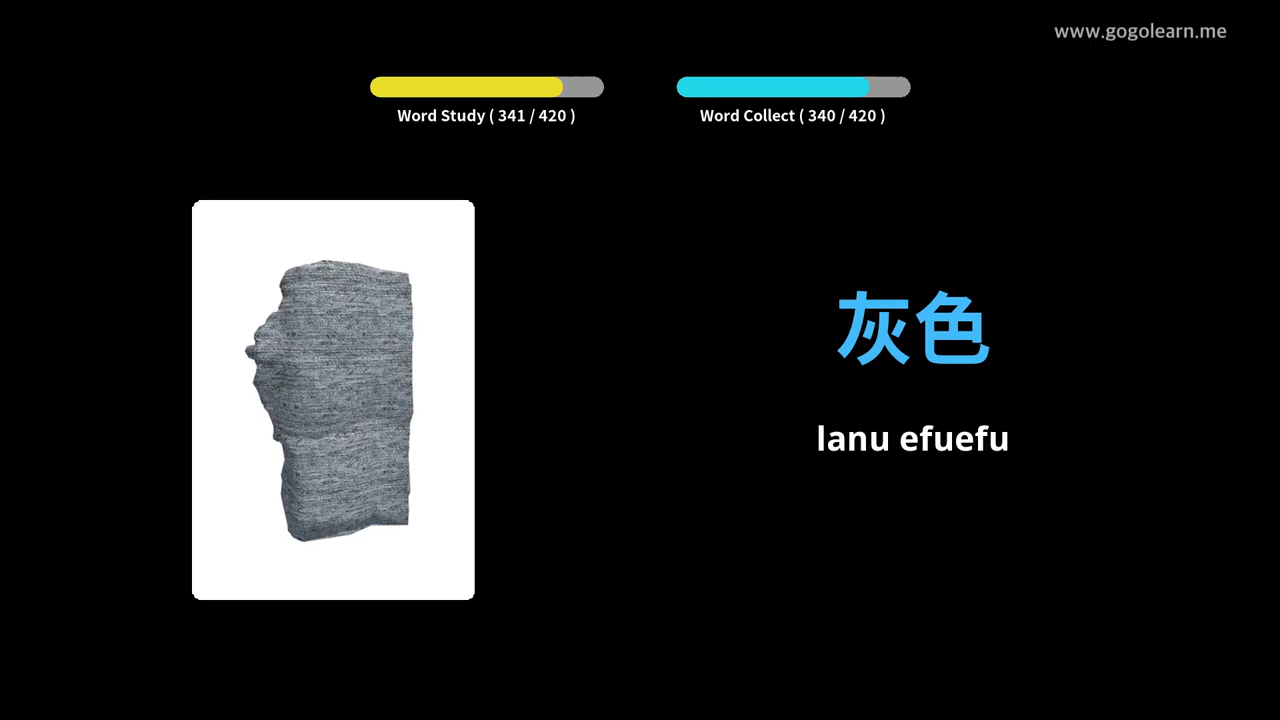 www.gogolearn.me
Word Study ( 341 / 420 )
Word Collect ( 340 / 420 )
灰色
lanu efuefu